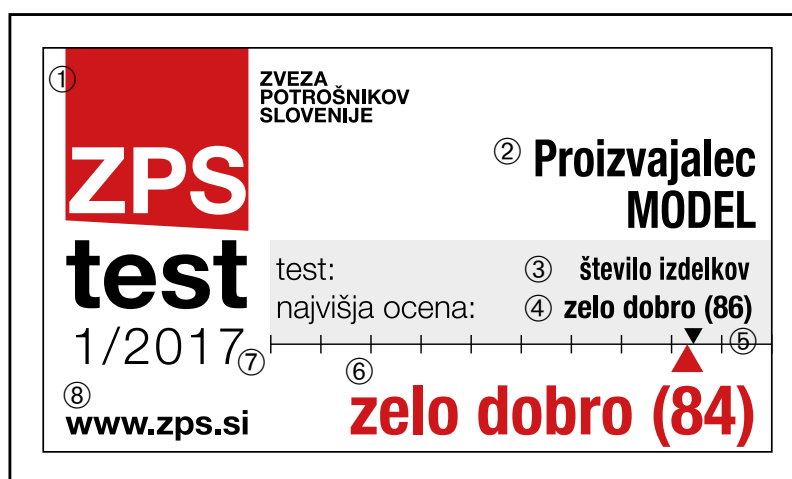 ①
ZVEZA
POTROŠNIKOV
SLOVENIJE
ZPS
② Proizvajalec
MODEL
test
test: ③ število izdelkov
najvišja ocena: ④ zelo dobro (86)
⑤
1/2017 ⑦
⑥
zelo dobro (84)
⑧
www.zps.si